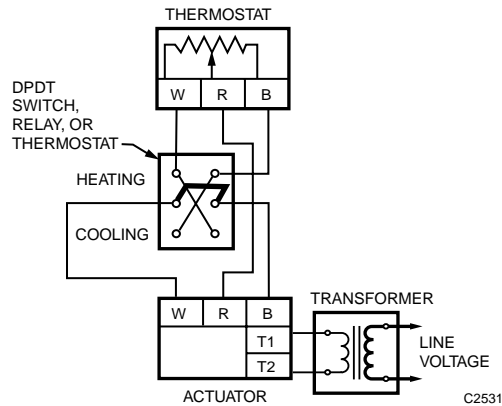 THERMOSTAT
W R B
DPDT
SWITCH,
RELAY, OR
THERMOSTAT
HEATING
COOLING
W R B
T1
T2
TRANSFORMER
LINE
VOLTAGE
ACTUATOR
C2531